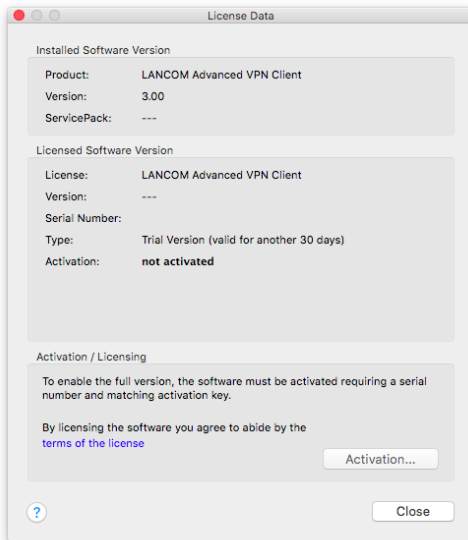 License Data
Installed Software Version
Product: LANCOM Advanced VPN Client
Version: 3.00
ServicePack: ---
Licensed Software Version
License: LANCOM Advanced VPN Client
Version: ---
Serial Number:
Type: Trial Version (valid for another 30 days)
Activation: not activated
Activation / Licensing
To enable the full version, the software must be activated requiring a serial
number and matching activation key.
By licensing the software you agree to abide by the
terms of the license
Activation...
?
Close